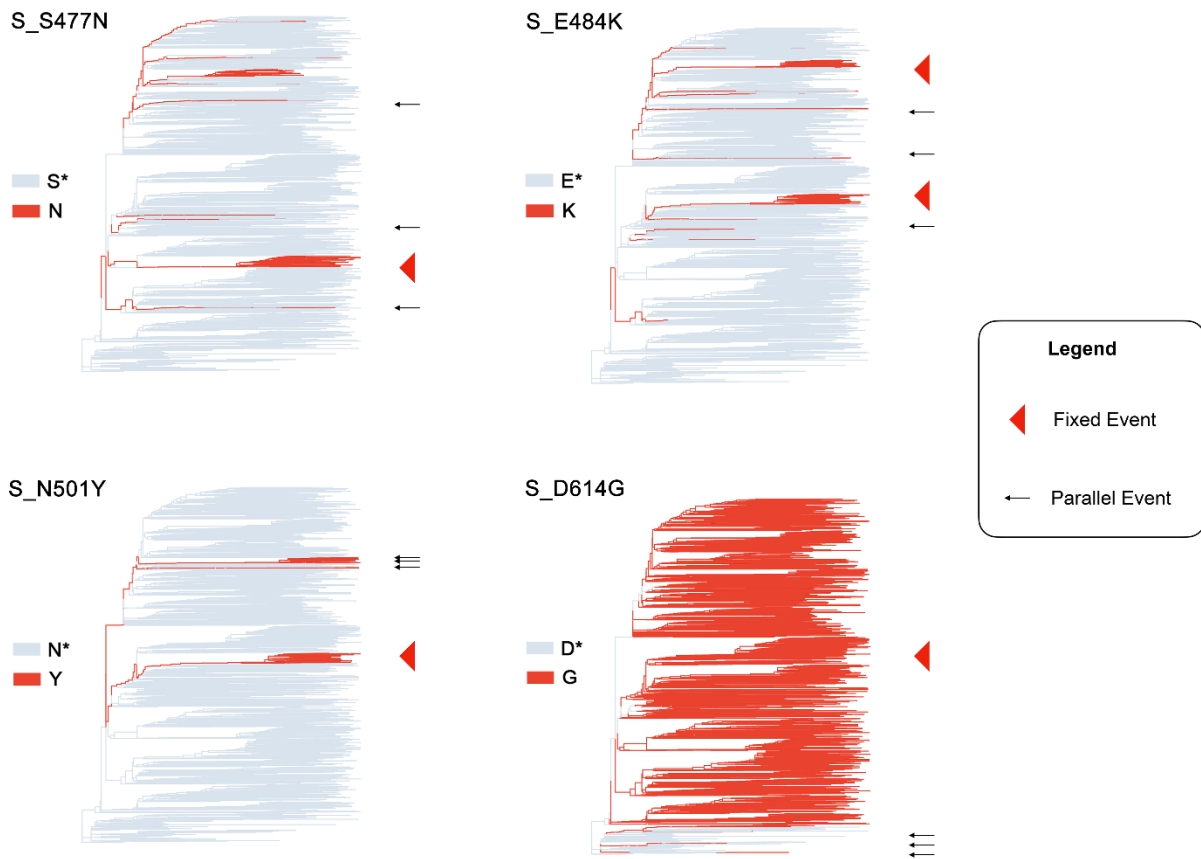 S_S477N
S*
N
S_E484K
E*
K
S_N501Y
N*
Y
S_D614G
D*
G
Legend
Fixed Event
Parallel Event